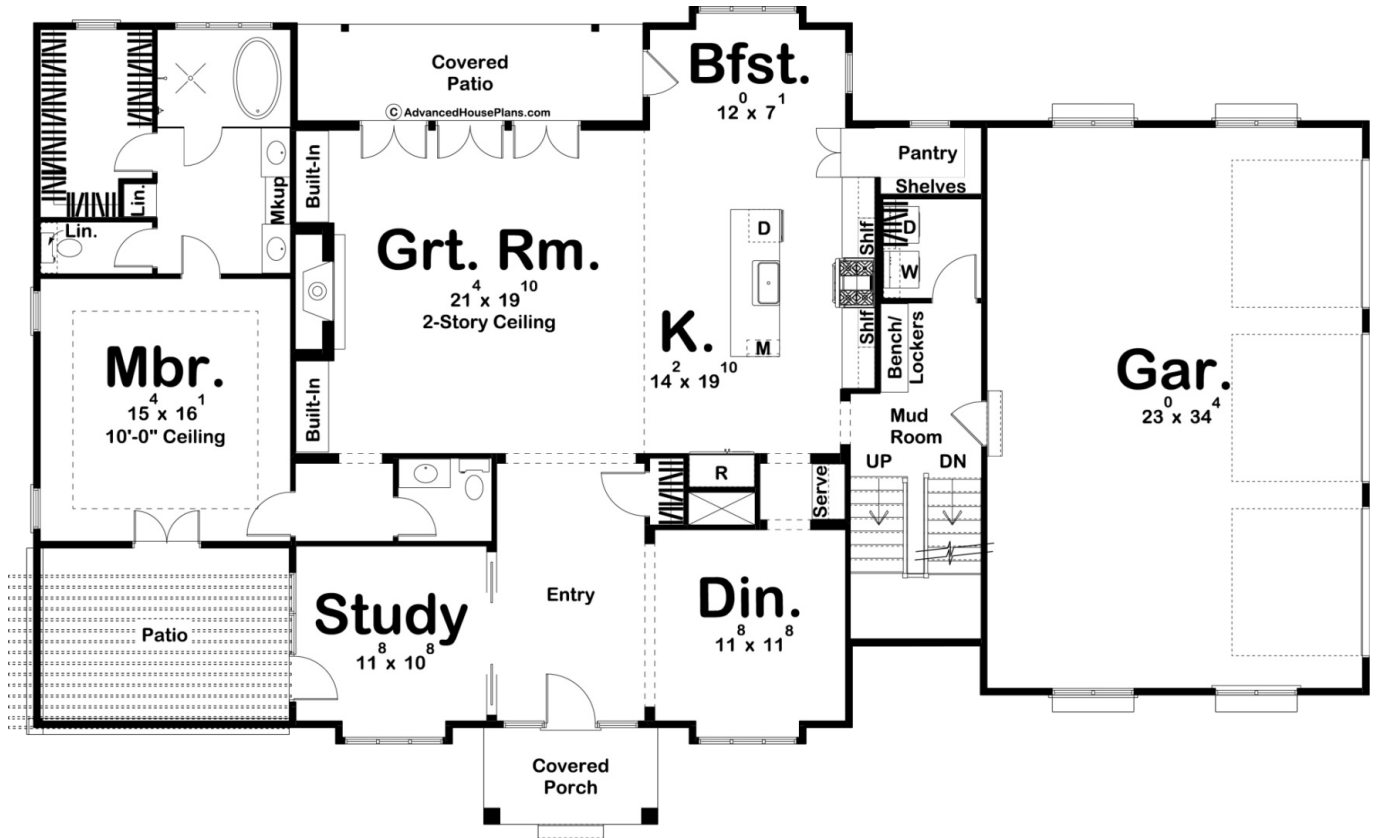 Covered
Patio
© AdvancedHousePlans.com
Bfst.
12⁰ x 7¹
Built-In
Mkup
Lin.
Lin.
Pantry
Shelves
Grt. Rm.
21⁴ x 19¹⁰
2-Story Ceiling
D
Shlf
D
W
K.
14² x 19¹⁰
M
Shlf
Bench/
Lockers
Mbr.
15⁴ x 16¹
10'-0" Ceiling
Built-In
Gar.
23⁰ x 34⁴
Mud
Room
UP
DN
R
Serve
Patio
Study
11⁸ x 10⁸
Entry
Din.
11⁸ x 11⁸
Covered
Porch